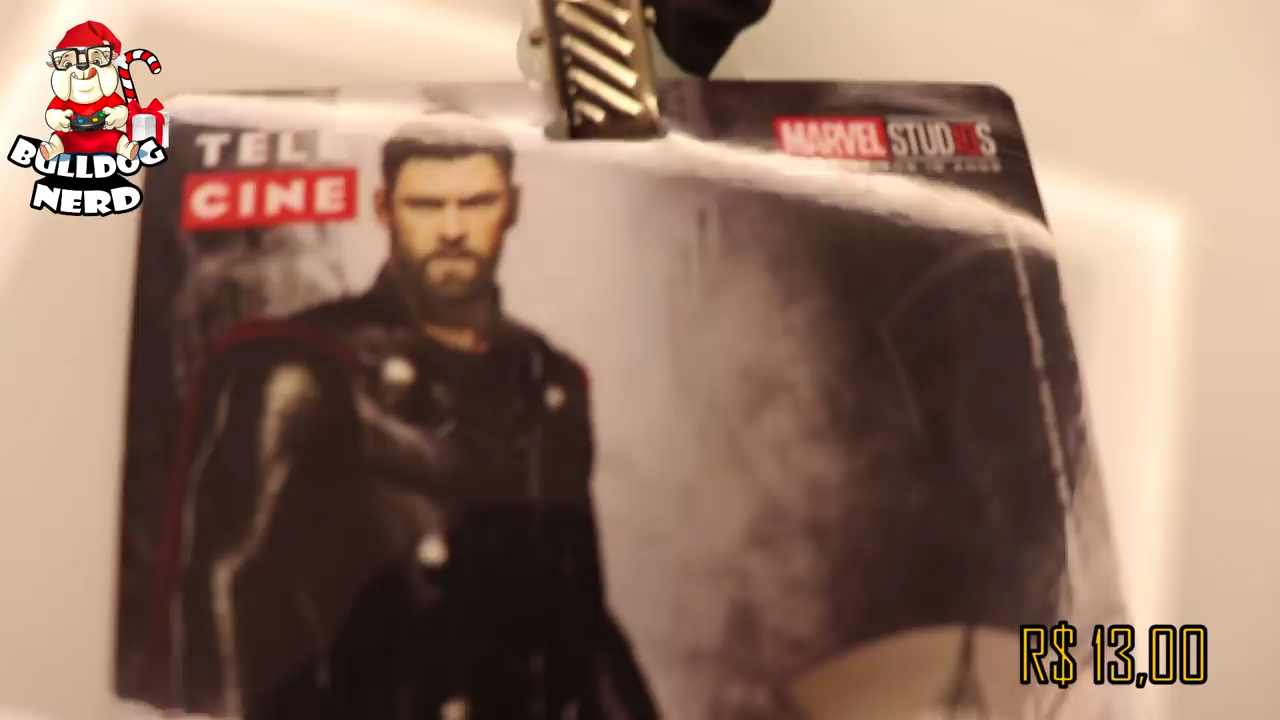 BULLDOG
NERD
TELE
CINE
MARVEL STUDIOS
R$ 13,00